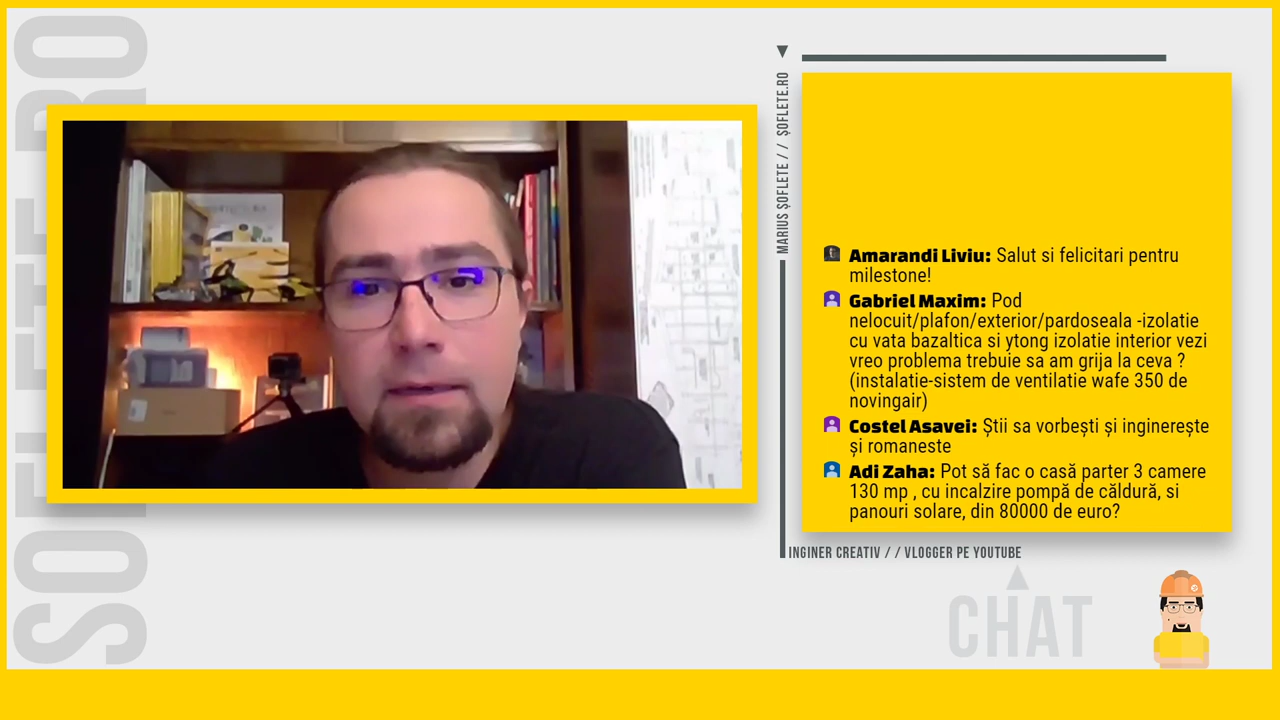 SOFLETE.RO
MARIUS ȘOFLETE // ȘOFLETE.RO
Amarandi Liviu: Salut si felicitari pentru
milestone!
Gabriel Maxim: Pod
nelocuit/plafon/exterior/pardoseala -izolatie
cu vata bazaltica si ytong izolatie interior vezi
vreo problema trebuie sa am grija la ceva ?
(instalatie-sistem de ventilatie wafe 350 de
novingair)
Costel Asavei: Știi sa vorbești și inginerește
și romaneste
Adi Zaha: Pot să fac o casă parter 3 camere
130 mp , cu incalzire pompă de căldură, si
panouri solare, din 80000 de euro?
INGINER CREATIV // VLOGGER PE YOUTUBE
CHAT